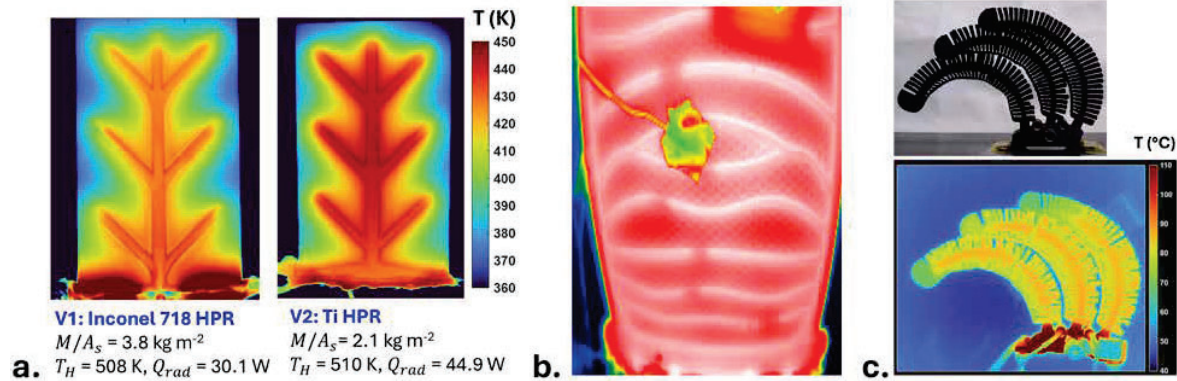 T (K)
450
440
430
420
410
400
390
380
370
360
V1: Inconel 718 HPR
M/A_s = 3.8 kg m⁻²
T_H = 508 K, Q_rad = 30.1 W
V2: Ti HPR
M/A_s = 2.1 kg m⁻²
T_H = 510 K, Q_rad = 44.9 W
a.
b.
T (°C)
110
100
90
80
70
60
50
40
c.